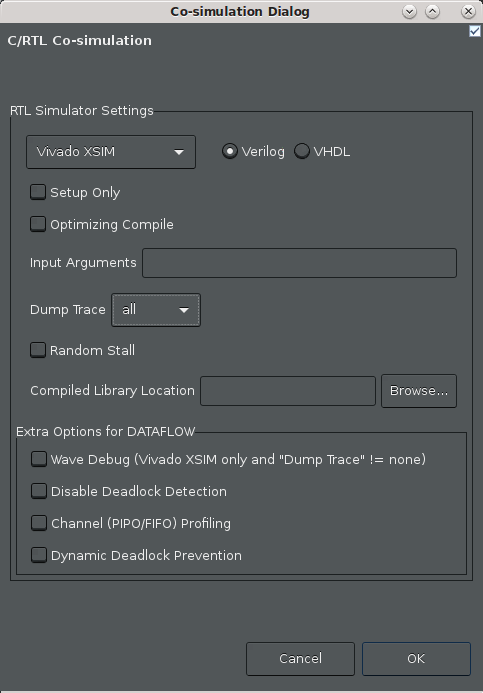 Co-simulation Dialog
C/RTL Co-simulation
RTL Simulator Settings
Vivado XSIM Verilog VHDL
Setup Only
Optimizing Compile
Input Arguments
Dump Trace all
Random Stall
Compiled Library Location Browse...
Extra Options for DATAFLOW
Wave Debug (Vivado XSIM only and "Dump Trace" != none)
Disable Deadlock Detection
Channel (PIPO/FIFO) Profiling
Dynamic Deadlock Prevention
Cancel OK